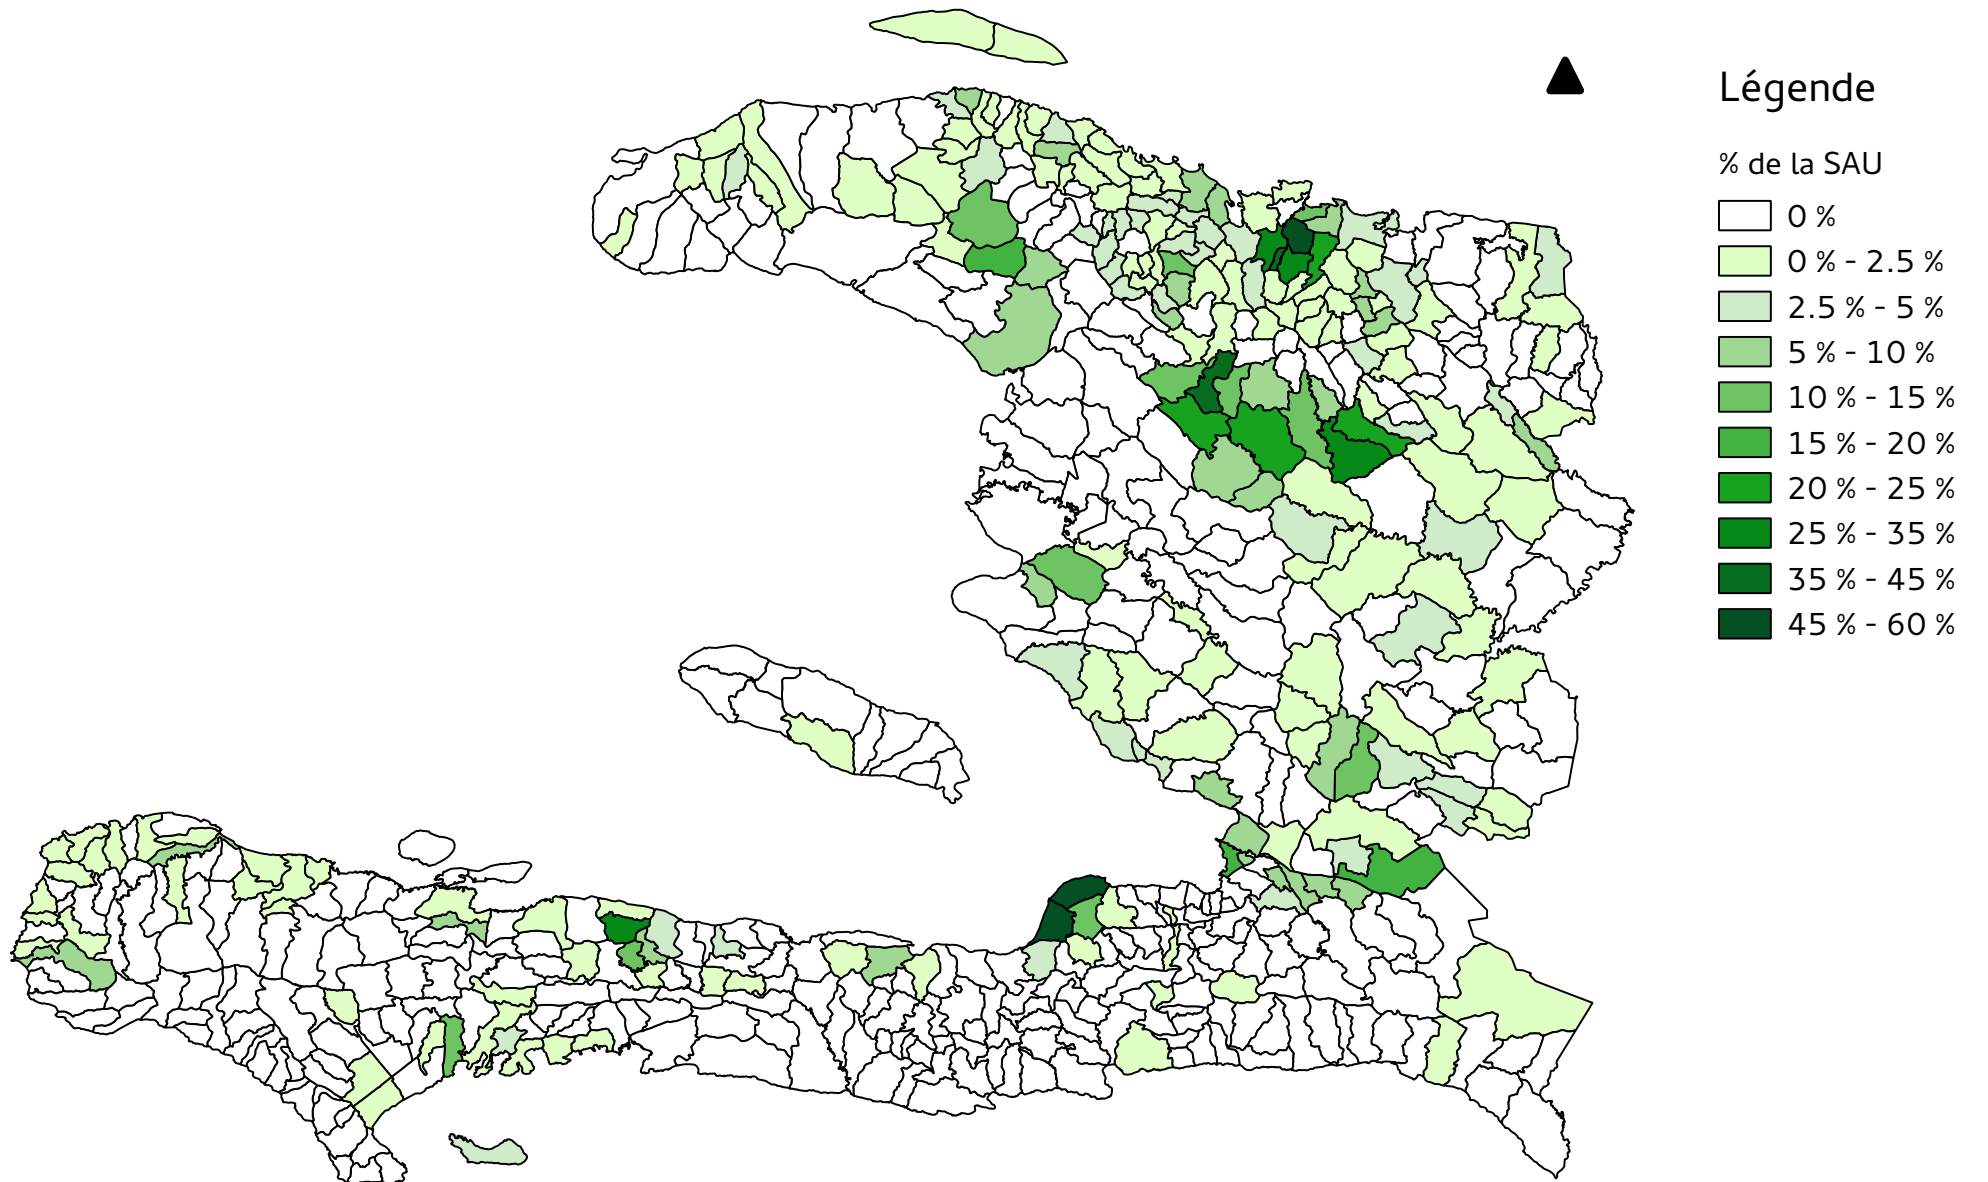 Légende
% de la SAU
0 %
0 % - 2.5 %
2.5 % - 5 %
5 % - 10 %
10 % - 15 %
15 % - 20 %
20 % - 25 %
25 % - 35 %
35 % - 45 %
45 % - 60 %